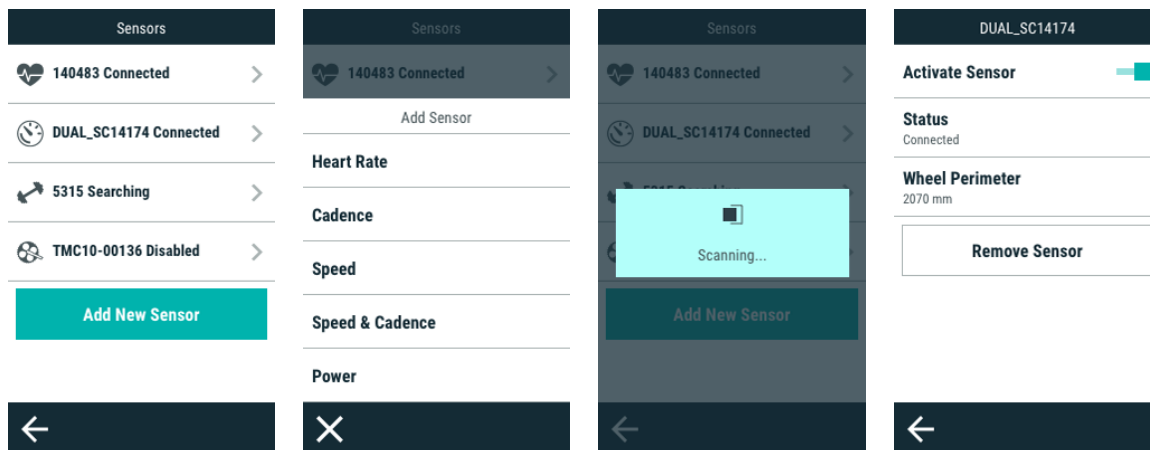 Sensors
140483 Connected
DUAL_SC14174 Connected
5315 Searching
TMC10-00136 Disabled
Add New Sensor
Sensors
140483 Connected
Add Sensor
Heart Rate
Cadence
Speed
Speed & Cadence
Power
Sensors
140483 Connected
DUAL_SC14174 Connected
Scanning...
Add New Sensor
DUAL_SC14174
Activate Sensor
Status
Connected
Wheel Perimeter
2070 mm
Remove Sensor